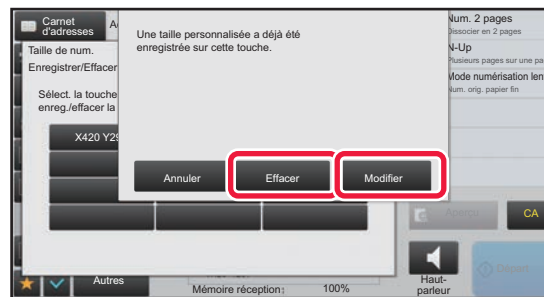 Carnet
d'adresses
Taille de num.
Enregistrer/Effacer
Sélect. la touche
enreg./effacer la
X420 Y29
Une taille personnalisée a déjà été
enregistrée sur cette touche.
Annuler
Effacer
Modifier
Num. 2 pages
Dissocier en 2 pages
N-Up
Plusieurs pages sur une pa
Mode numérisation len
Num. orig. papier fin
Aperçu
CA
Haut-
parleur
Départ
Autres
Mémoire réception:
100%